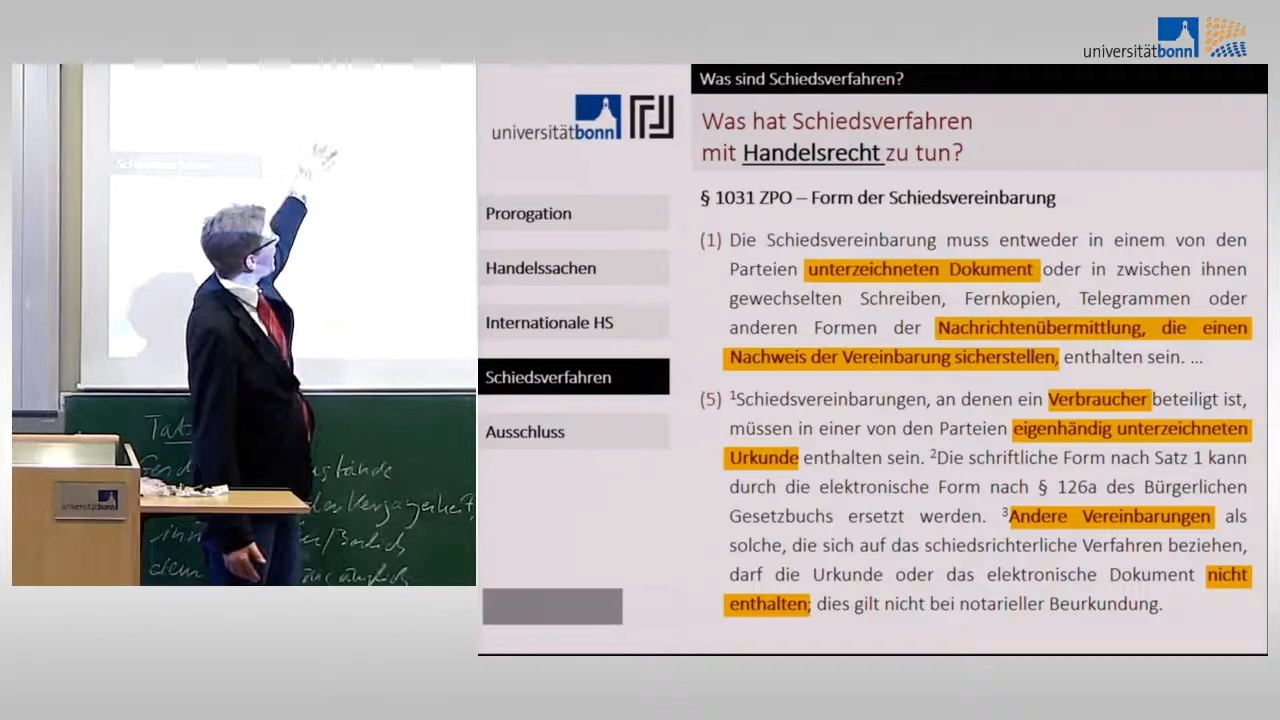 universitätbonn
Was sind Schiedsverfahren?
universitätbonn
Was hat Schiedsverfahren
mit Handelsrecht zu tun?
Prorogation
Handelssachen
Internationale HS
Schiedsverfahren
Ausschluss
§ 1031 ZPO – Form der Schiedsvereinbarung
(1) Die Schiedsvereinbarung muss entweder in einem von den
Parteien unterzeichneten Dokument oder in zwischen ihnen
gewechselten Schreiben, Fernkopien, Telegrammen oder
anderen Formen der Nachrichtenübermittlung, die einen
Nachweis der Vereinbarung sicherstellen, enthalten sein. ...
(5) ¹Schiedsvereinbarungen, an denen ein Verbraucher beteiligt ist,
müssen in einer von den Parteien eigenhändig unterzeichneten
Urkunde enthalten sein. ²Die schriftliche Form nach Satz 1 kann
durch die elektronische Form nach § 126a des Bürgerlichen
Gesetzbuchs ersetzt werden. ³Andere Vereinbarungen als
solche, die sich auf das schiedsrichterliche Verfahren beziehen,
darf die Urkunde oder das elektronische Dokument nicht
enthalten; dies gilt nicht bei notarieller Beurkundung.
universitätbonn